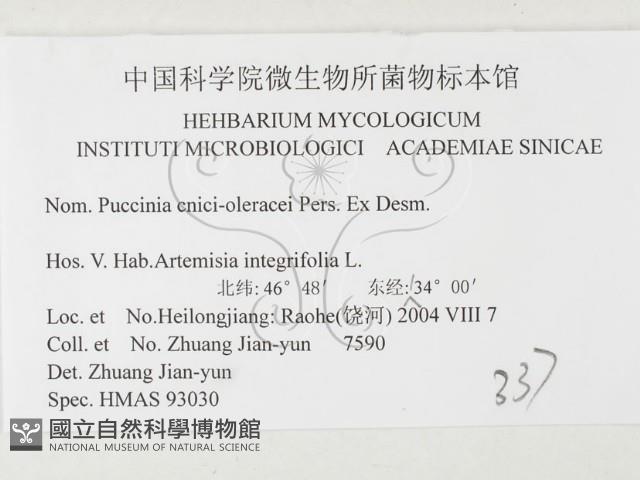 中国科学院微生物所菌物标本馆
HEHBARIUM MYCOLOGICUM
INSTITUTI MICROBIOLOGICI ACADEMIAE SINICAE
Nom. Puccinia cnici-oleracei Pers. Ex Desm.
Hos. V. Hab.Artemisia integrifolia L.
北纬: 46° 48′ 东经: 134° 00′
Loc. et No.Heilongjiang: Raohe(饶河) 2004 VIII 7
Coll. et No. Zhuang Jian-yun 7590
Det. Zhuang Jian-yun
Spec. HMAS 93030
337
國立自然科學博物館
NATIONAL MUSEUM OF NATURAL SCIENCE